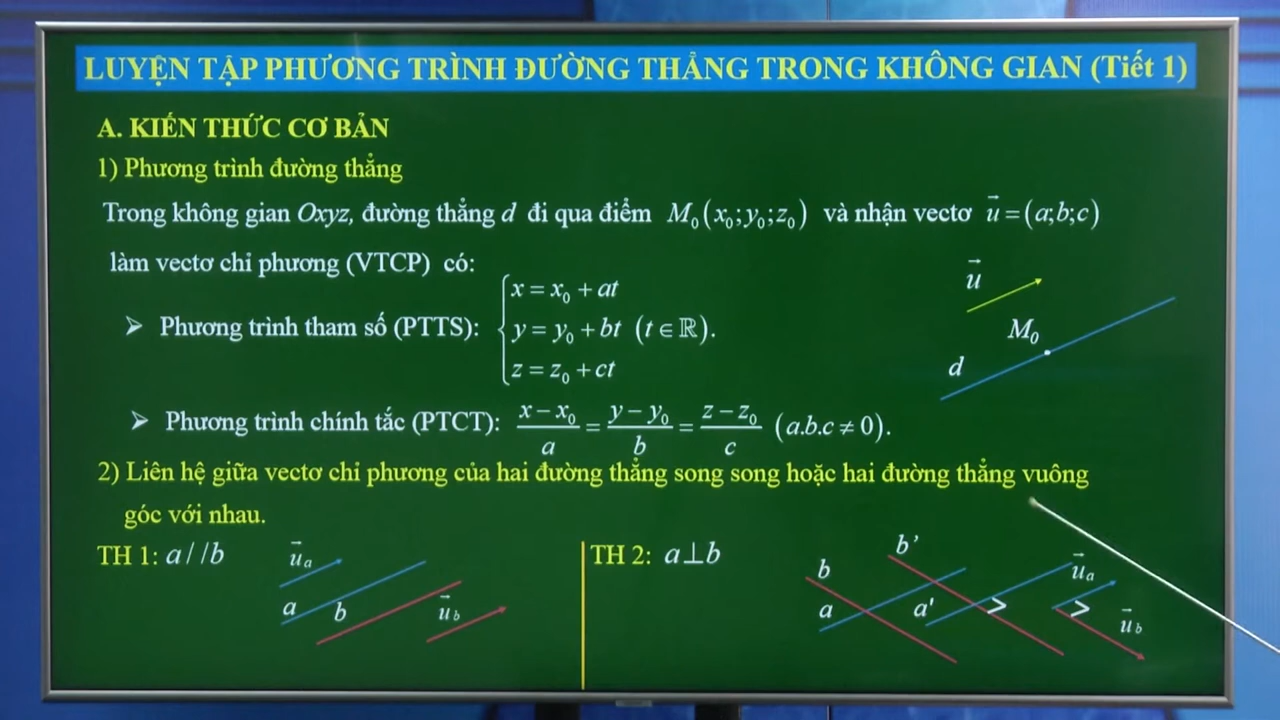 LUYỆN TẬP PHƯƠNG TRÌNH ĐƯỜNG THẲNG TRONG KHÔNG GIAN (Tiết 1)
A. KIẾN THỨC CƠ BẢN
1) Phương trình đường thẳng
Trong không gian Oxyz, đường thẳng d đi qua điểm M₀(x₀;y₀;z₀) và nhận vectơ u⃗=(a;b;c)
làm vectơ chỉ phương (VTCP) có:
➢ Phương trình tham số (PTTS): {x = x₀ + at
y = y₀ + bt (t ∈ ℝ).
z = z₀ + ct
u⃗
M₀
d
➢ Phương trình chính tắc (PTCT): (x − x₀)/a = (y − y₀)/b = (z − z₀)/c (a.b.c ≠ 0).
2) Liên hệ giữa vectơ chỉ phương của hai đường thẳng song song hoặc hai đường thẳng vuông
góc với nhau.
TH 1: a//b
u⃗a
a
b
u⃗b
TH 2: a⊥b
b
b’
a
a'
u⃗a
u⃗b